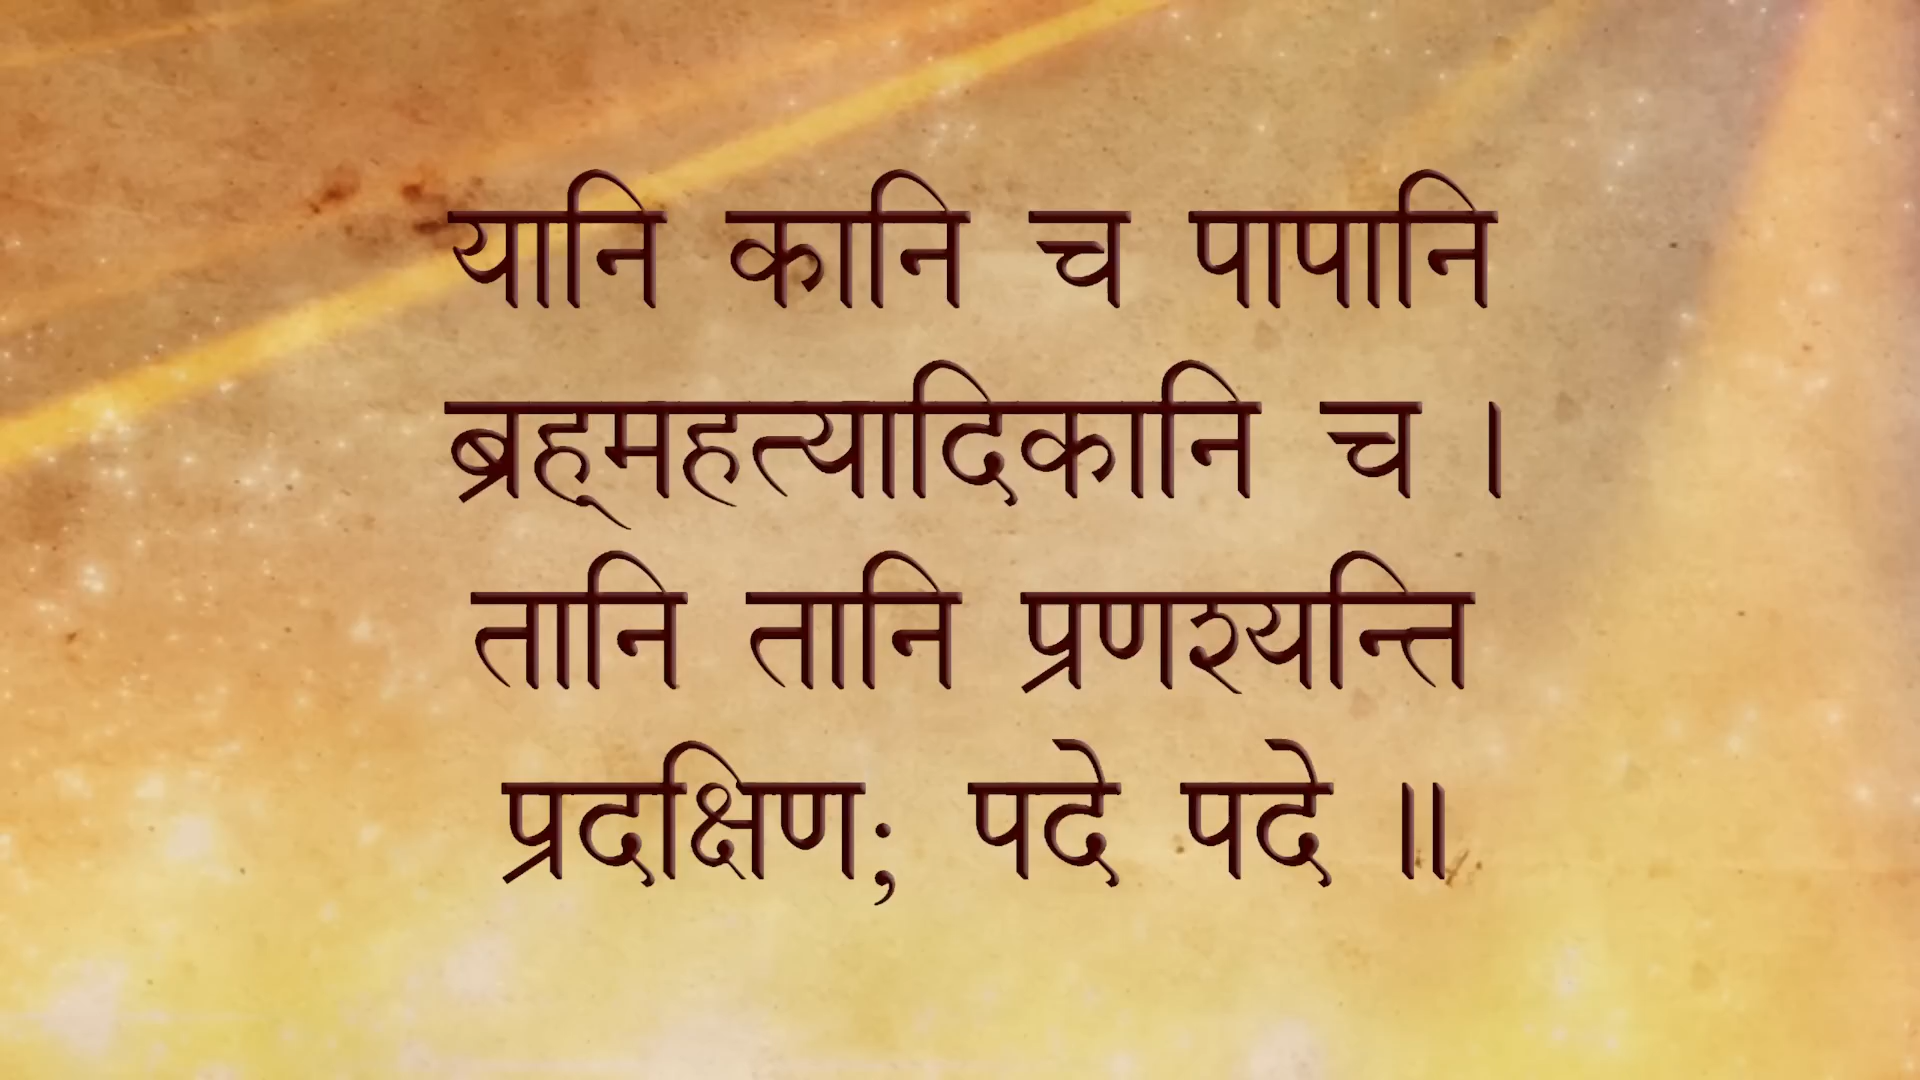 यानि कानि च पापानि
ब्रह्महत्यादिकानि च ।
तानि तानि प्रणश्यन्ति
प्रदक्षिण; पदे पदे ॥